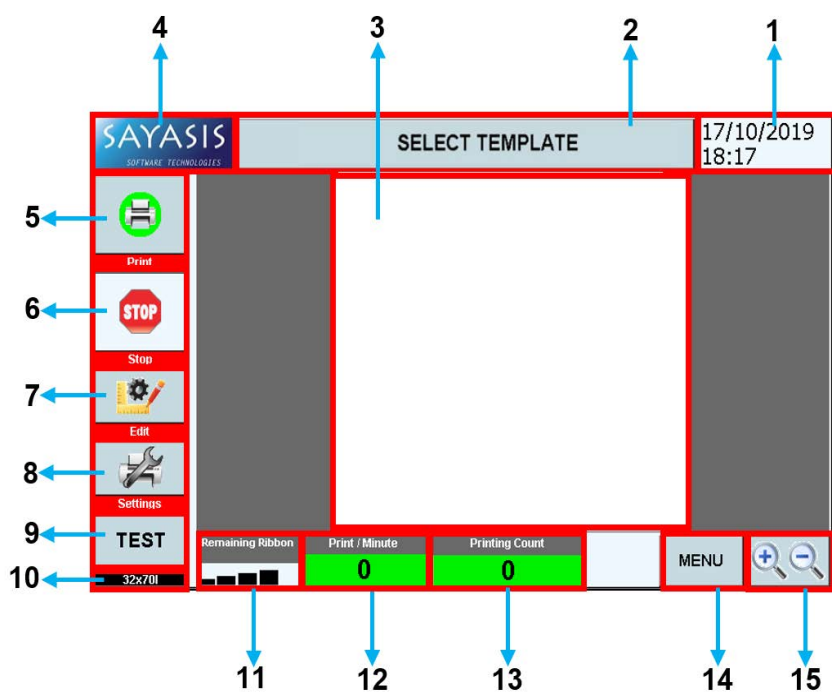 4
3
2
1
SAYASIS
SOFTWARE TECHNOLOGIES
SELECT TEMPLATE
17/10/2019
18:17
5
Print
6
STOP
Stop
7
Edit
8
Settings
9
TEST
10
32x70I
Remaining Ribbon
Print / Minute
0
Printing Count
0
MENU
11
12
13
14
15